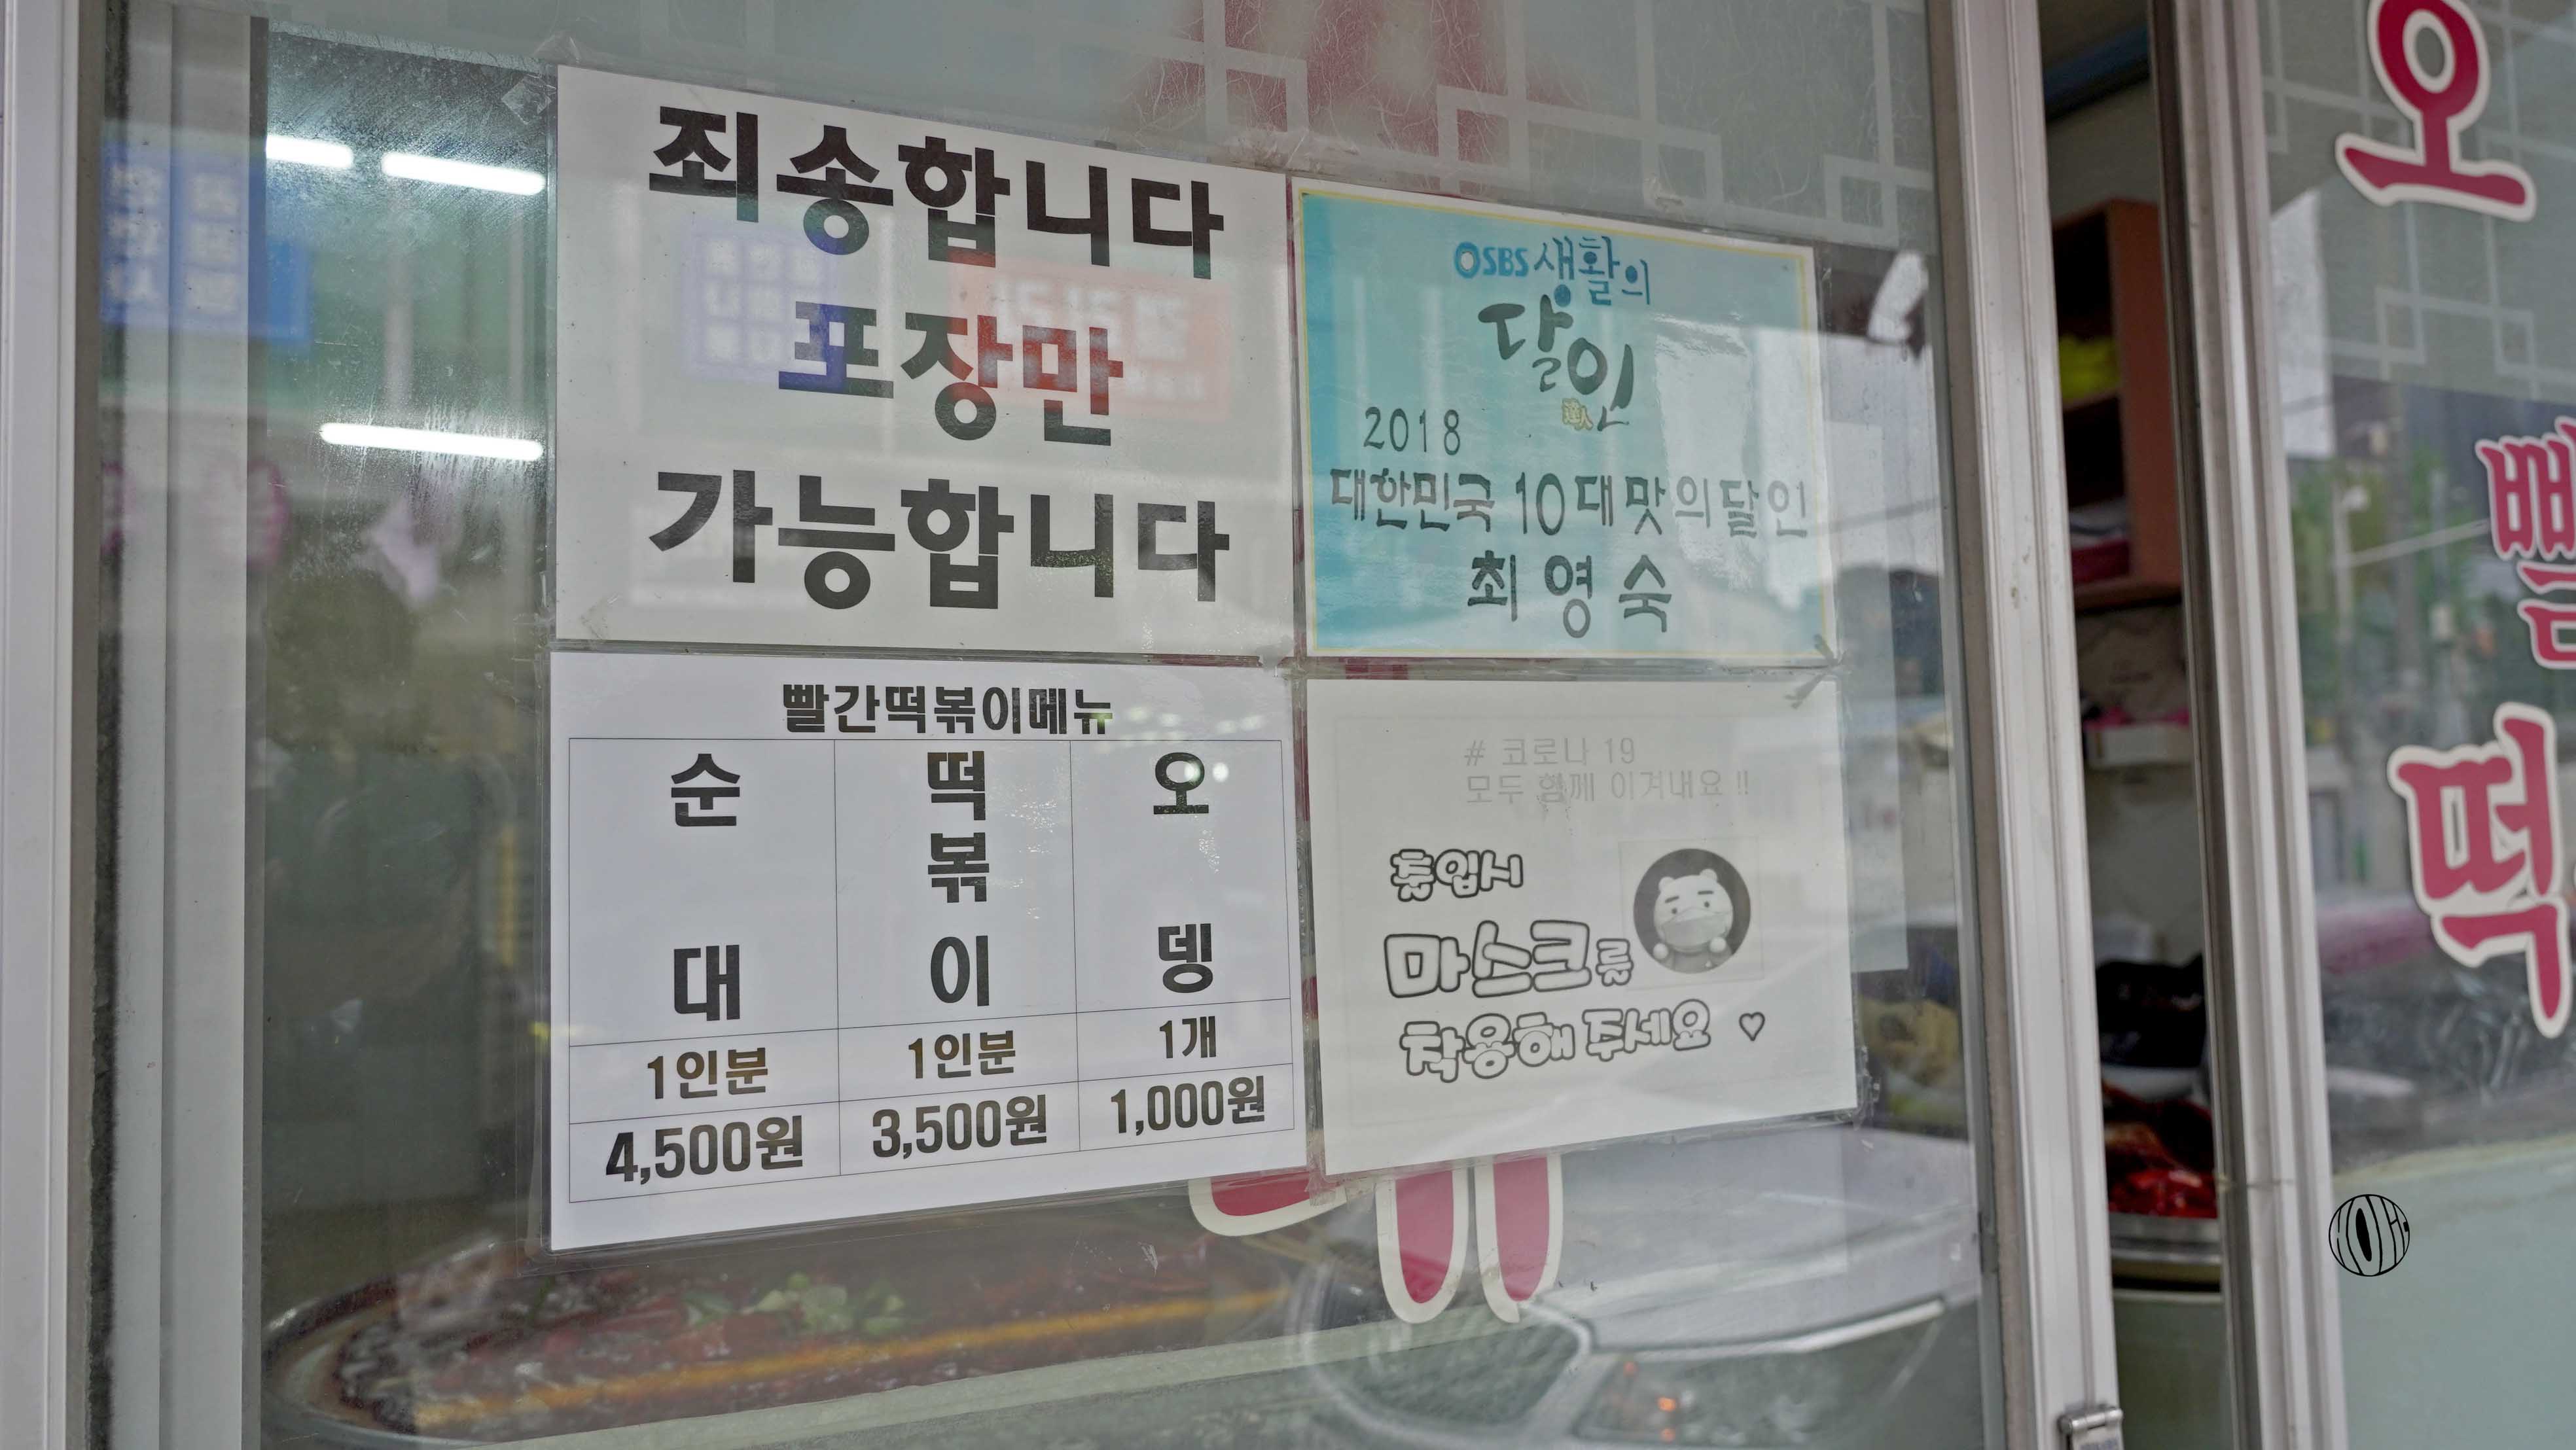 죄송합니다
포장만
가능합니다
SBS 생활의
달인
2018
대한민국 10대 맛의 달인
최 영 숙
빨간떡볶이메뉴
순대 떡볶이 오뎅
1인분 1인분 1개
4,500원 3,500원 1,000원
# 코로나 19
모두 함께 이겨내요 !!
출입시
마스크를
착용해 주세요 ♥
오
떡
HOLIC